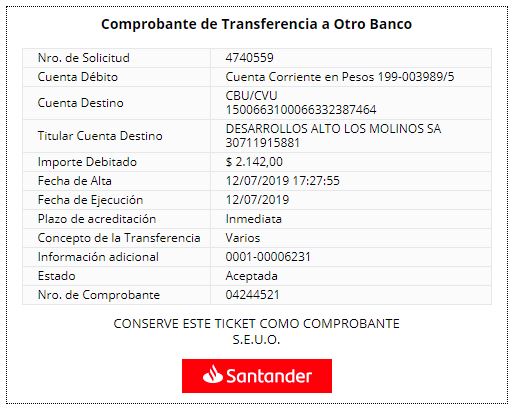 Comprobante de Transferencia a Otro Banco
Nro. de Solicitud 4740559
Cuenta Débito Cuenta Corriente en Pesos 199-003989/5
Cuenta Destino CBU/CVU
1500663100066332387464
Titular Cuenta Destino DESARROLLOS ALTO LOS MOLINOS SA
30711915881
Importe Debitado $ 2.142,00
Fecha de Alta 12/07/2019 17:27:55
Fecha de Ejecución 12/07/2019
Plazo de acreditación Inmediata
Concepto de la Transferencia Varios
Información adicional 0001-00006231
Estado Aceptada
Nro. de Comprobante 04244521
CONSERVE ESTE TICKET COMO COMPROBANTE
S.E.U.O.
Santander